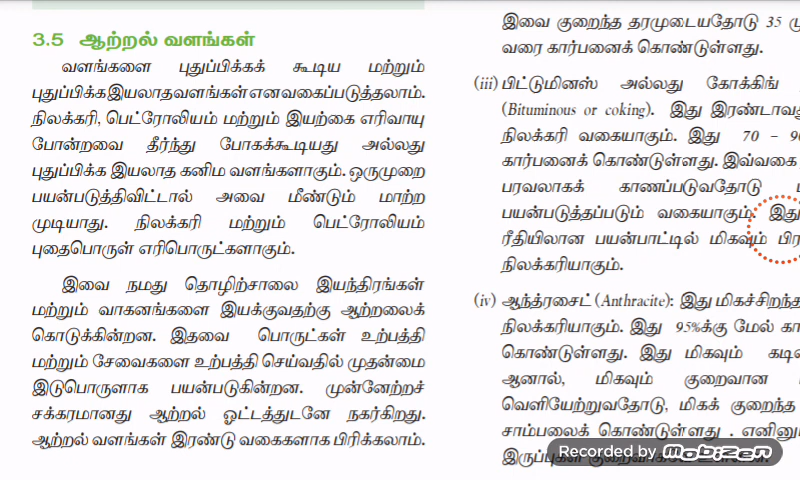 3.5 ஆற்றல் வளங்கள்
வளங்களை புதுப்பிக்கக் கூடிய மற்றும்
புதுப்பிக்கஇயலாதவளங்கள் எனவகைப்படுத்தலாம்.
நிலக்கரி, பெட்ரோலியம் மற்றும் இயற்கை எரிவாயு
போன்றவை தீர்ந்து போகக்கூடியது அல்லது
புதுப்பிக்க இயலாத கனிம வளங்களாகும். ஒருமுறை
பயன்படுத்திவிட்டால் அவை மீண்டும் மாற்ற
முடியாது. நிலக்கரி மற்றும் பெட்ரோலியம்
புதைபொருள் எரிபொருட்களாகும்.
இவை நமது தொழிற்சாலை இயந்திரங்கள்
மற்றும் வாகனங்களை இயக்குவதற்கு ஆற்றலைக்
கொடுக்கின்றன. இதவை பொருட்கள் உற்பத்தி
மற்றும் சேவைகளை உற்பத்தி செய்வதில் முதன்மை
இடுபொருளாக பயன்படுகின்றன. முன்னேற்றச்
சக்கரமானது ஆற்றல் ஓட்டத்துடனே நகர்கிறது.
ஆற்றல் வளங்கள் இரண்டு வகைகளாக பிரிக்கலாம்.
இவை குறைந்த தரமுடையதோடு 35
வரை கார்பனைக் கொண்டுள்ளது.
(iii) பிட்டுமினஸ் அல்லது கோக்கிங்
(Bituminous or coking). இது
நிலக்கரி வகையாகும். இது 70 –
கார்பனைக் கொண்டுள்ளது. இவ்வகை
பரவலாகக் காணப்படுவதோடு
பயன்படுத்தப்படும் வகையாகும். இது
ரீதியிலான பயன்பாட்டில் மிகவும்
நிலக்கரியாகும்.
(iv) ஆந்த்ரசைட் (Anthracite): இது
நிலக்கரியாகும். இது 95%க்கு மேல்
கொண்டுள்ளது. இது மிகவும்
ஆனால், மிகவும் குறைவான
வெளியேற்றுவதோடு, மிகக் குறைந்த
சாம்பலைக் கொண்டுள்ளது .
Recorded by Mobizen